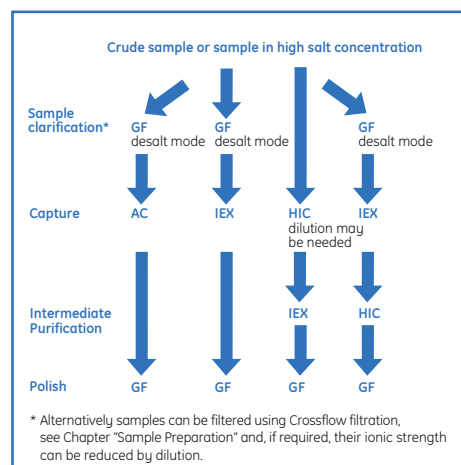 Crude sample or sample in high salt concentration
Sample
clarification*
GF
desalt mode
GF
desalt mode
GF
desalt mode
Capture
AC
IEX
HIC
dilution may
be needed
IEX
Intermediate
Purification
IEX
HIC
Polish
GF
GF
GF
GF
* Alternatively samples can be filtered using Crossflow filtration,
see Chapter “Sample Preparation” and, if required, their ionic strength
can be reduced by dilution.